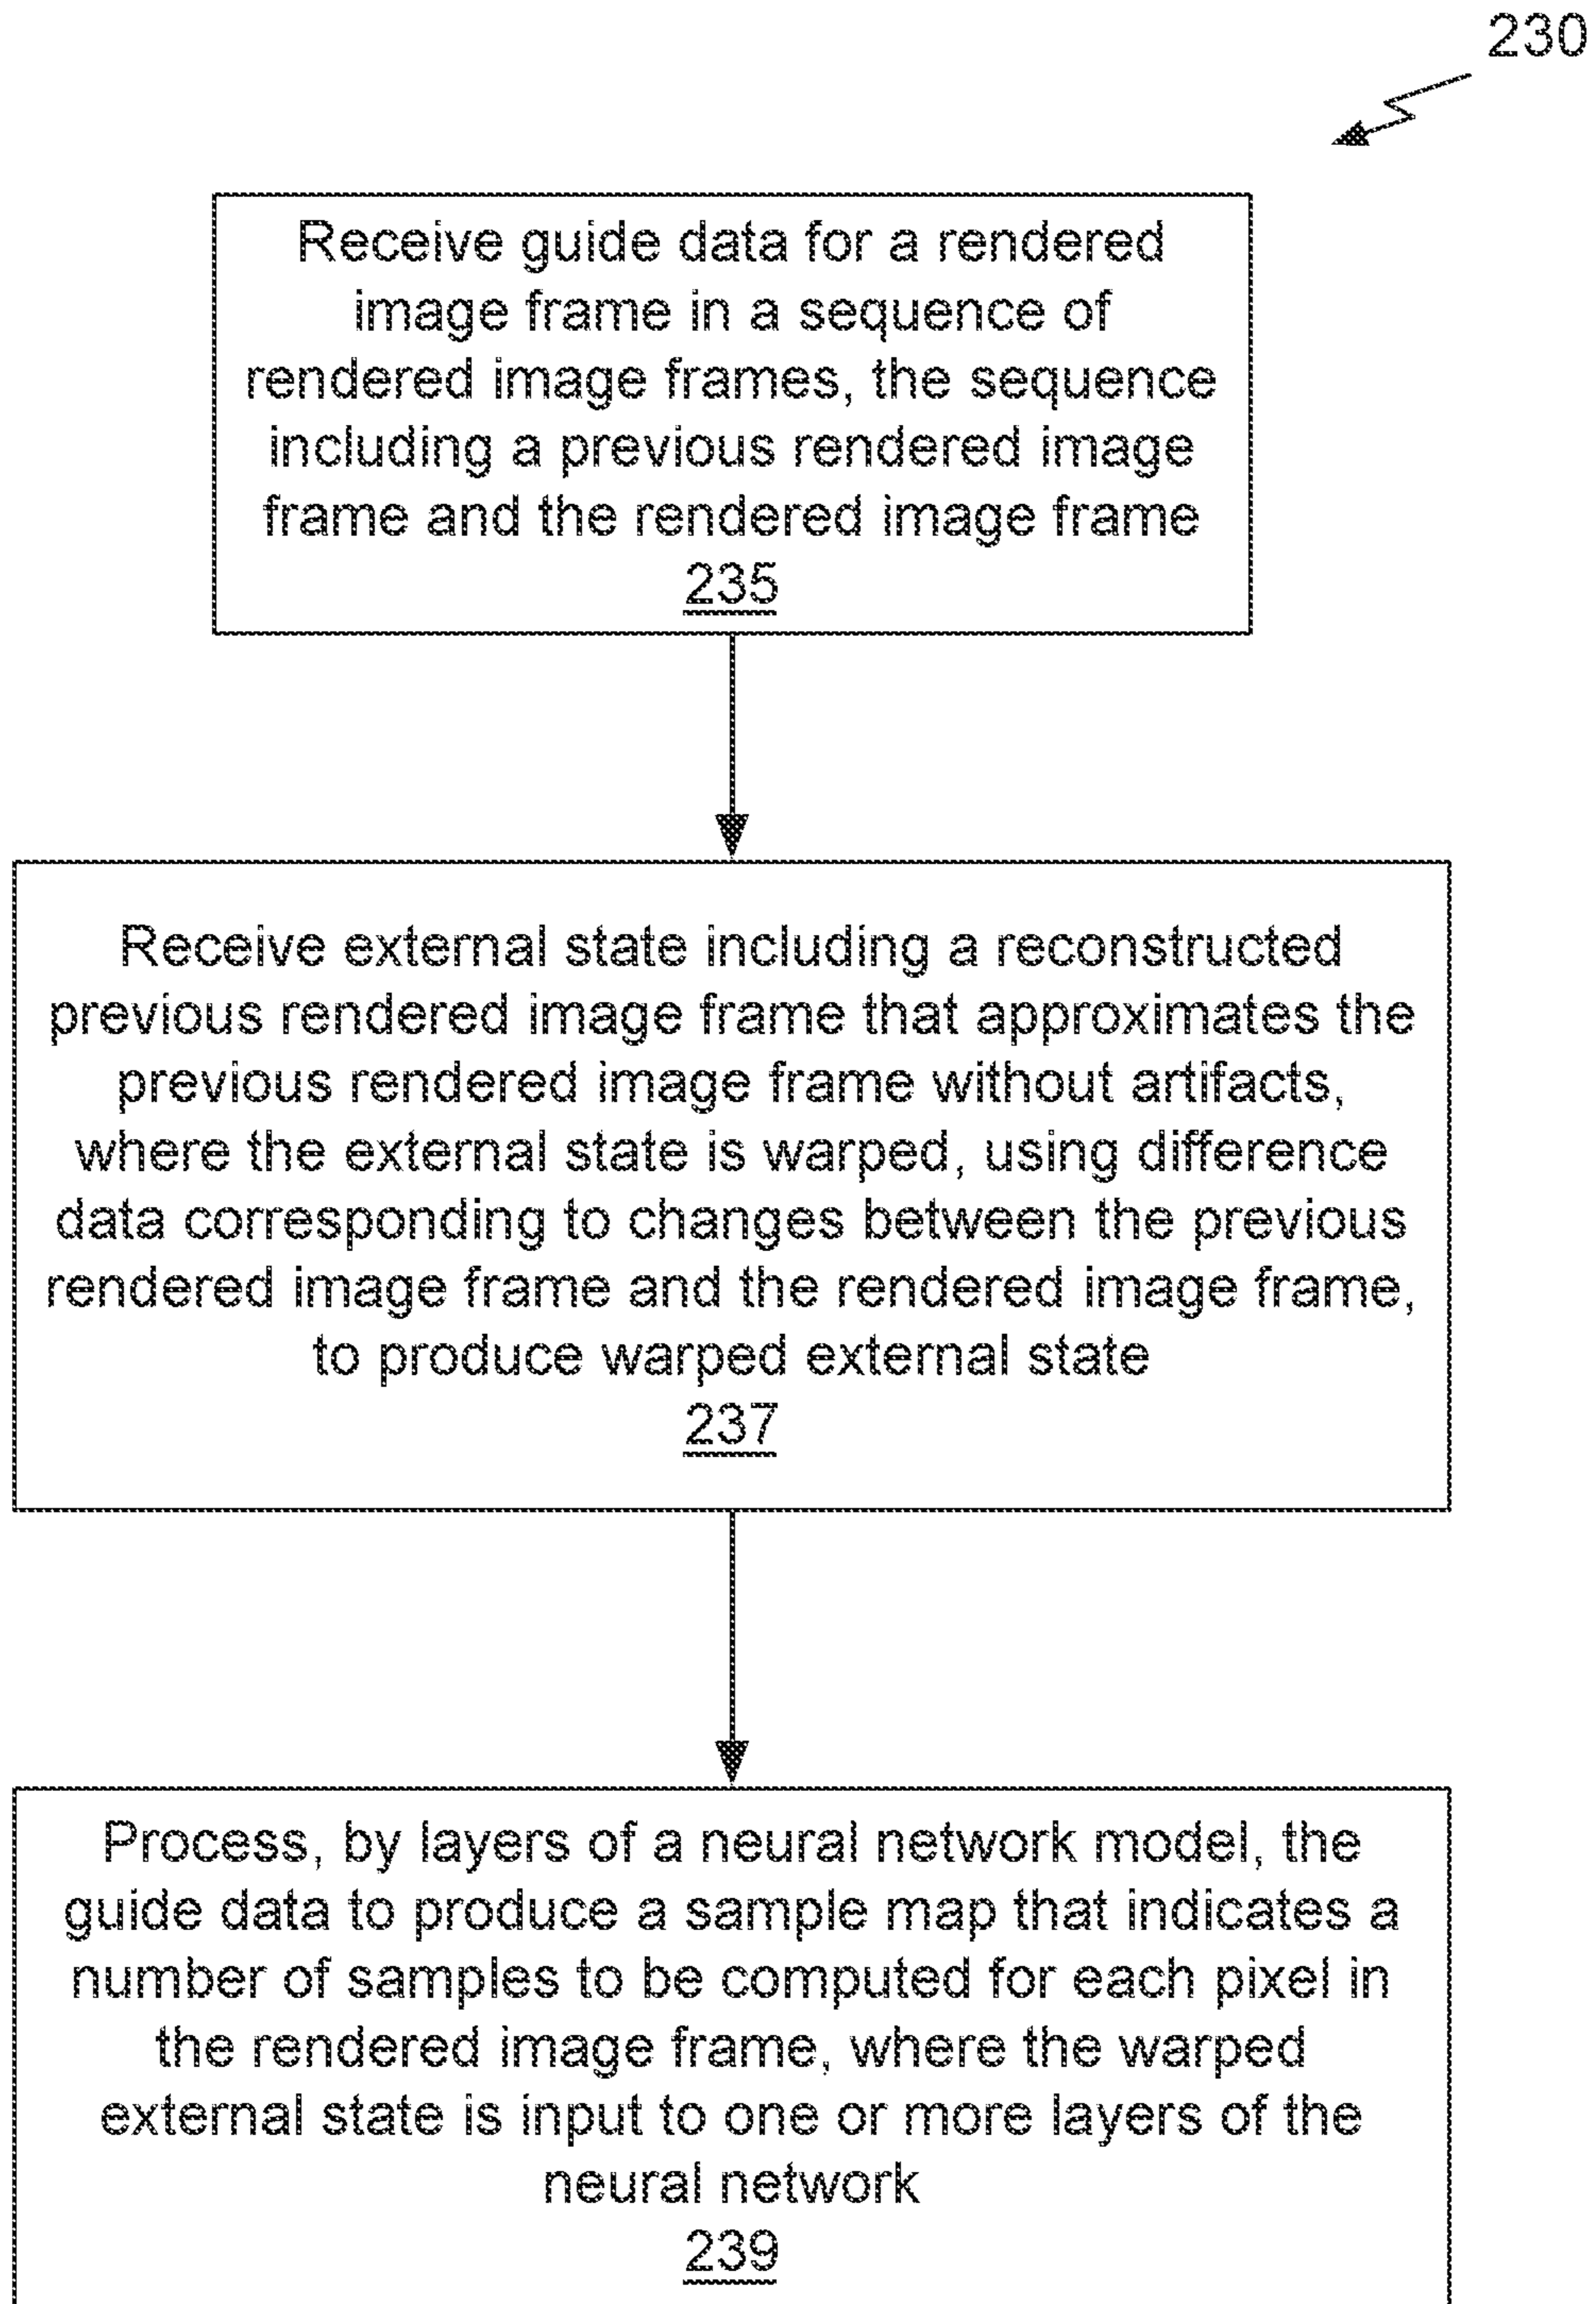 230
Receive guide data for a rendered
image frame in a sequence of
rendered image frames, the sequence
including a previous rendered image
frame and the rendered image frame
235
Receive external state including a reconstructed
previous rendered image frame that approximates the
previous rendered image frame without artifacts,
where the external state is warped, using difference
data corresponding to changes between the previous
rendered image frame and the rendered image frame,
to produce warped external state
237
Process, by layers of a neural network model, the
guide data to produce a sample map that indicates a
number of samples to be computed for each pixel in
the rendered image frame, where the warped
external state is input to one or more layers of the
neural network
239